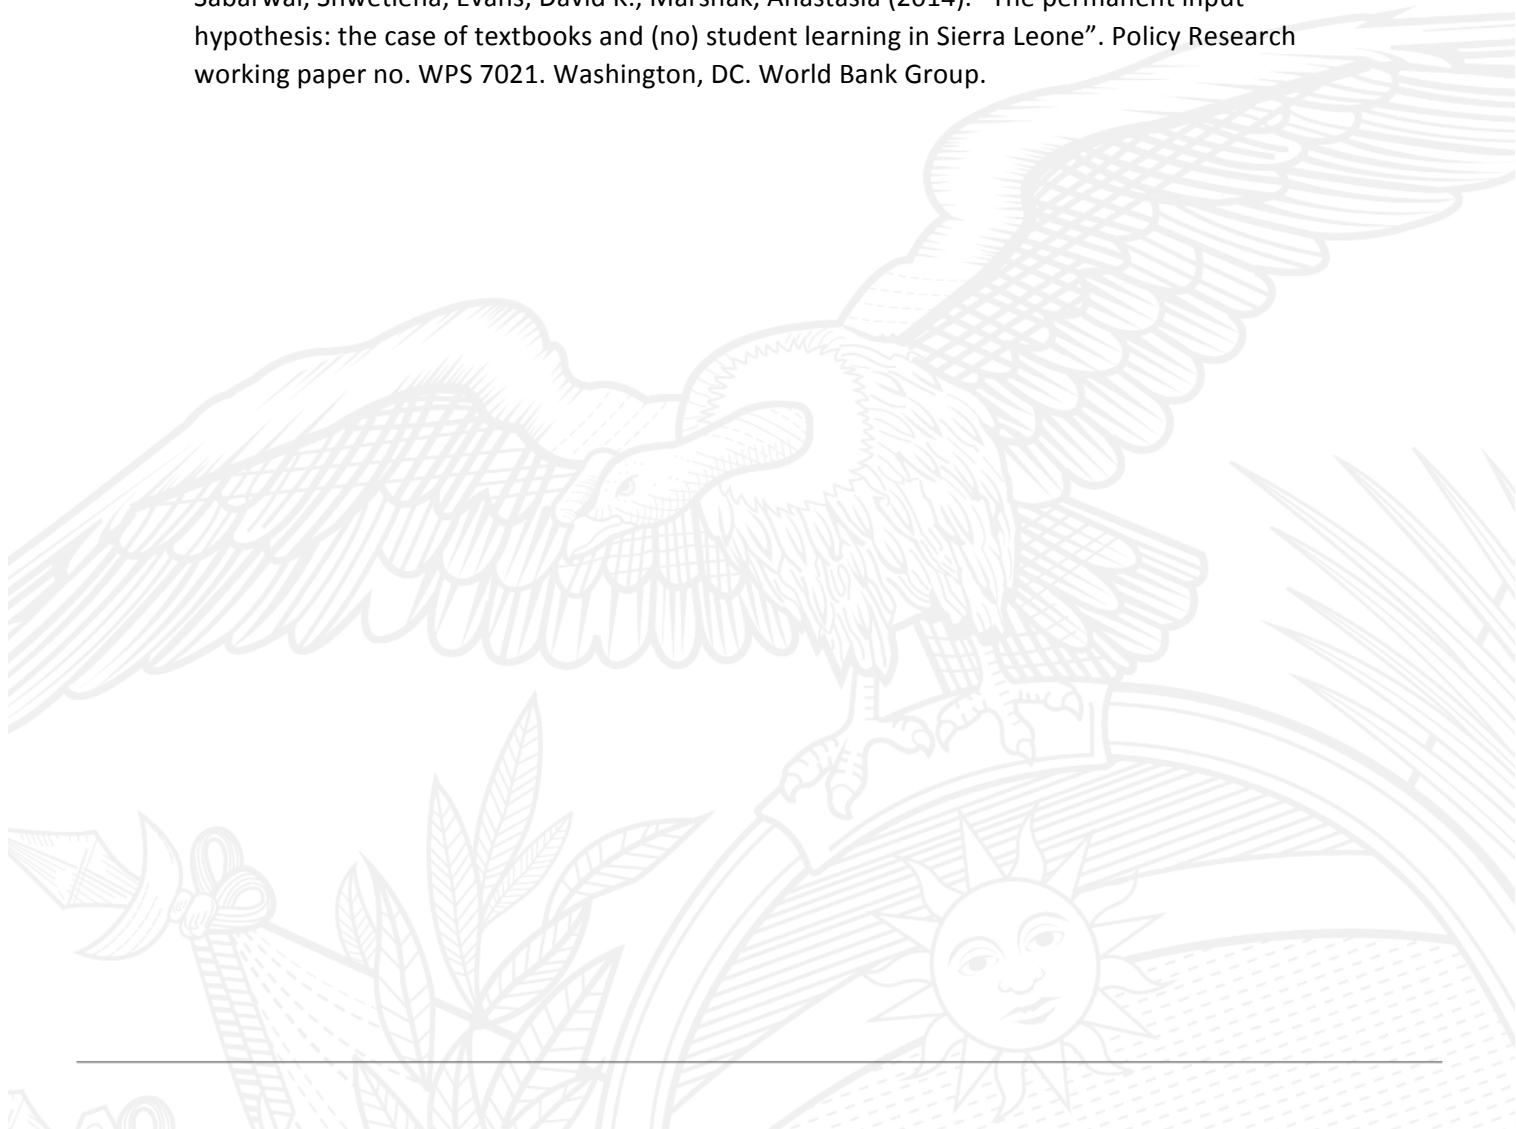 Sabarwal, Shwetlena; Evans, David K.; Marshak, Anastasia (2014). "The permanent input
hypothesis: the case of textbooks and (no) student learning in Sierra Leone”. Policy Research
working paper no. WPS 7021. Washington, DC. World Bank Group.